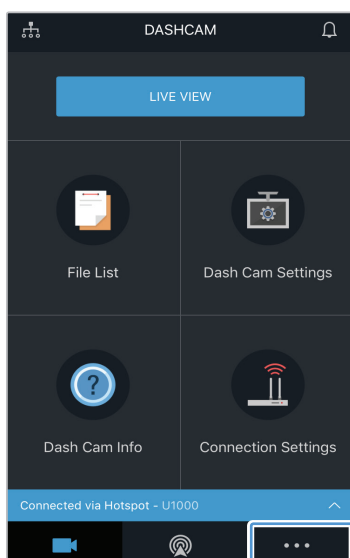 DASHCAM
LIVE VIEW
File List
Dash Cam Settings
?
Dash Cam Info
Connection Settings
Connected via Hotspot - U1000